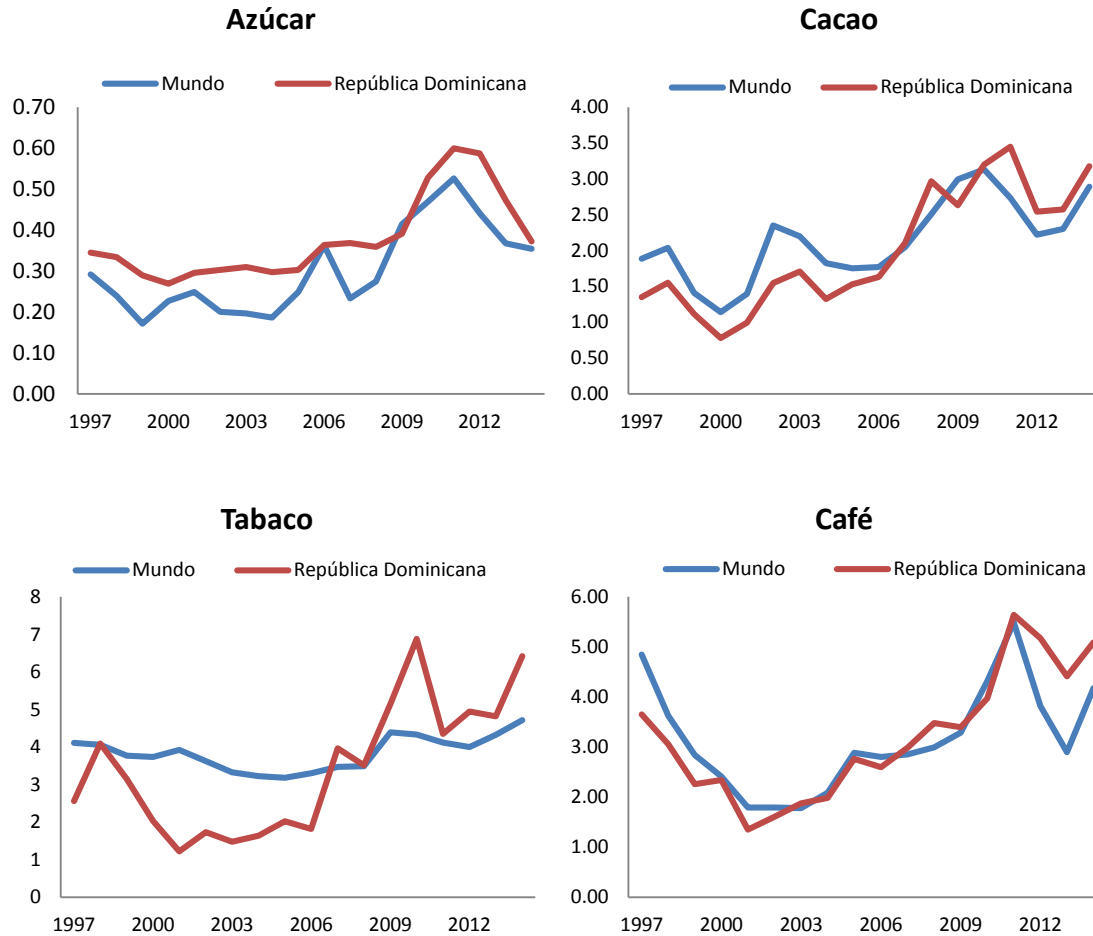 Azúcar
Mundo República Dominicana
0.70
0.60
0.50
0.40
0.30
0.20
0.10
0.00
1997 2000 2003 2006 2009 2012
Cacao
Mundo República Dominicana
4.00
3.50
3.00
2.50
2.00
1.50
1.00
0.50
0.00
1997 2000 2003 2006 2009 2012
Tabaco
Mundo República Dominicana
8
7
6
5
4
3
2
1
0
1997 2000 2003 2006 2009 2012
Café
Mundo República Dominicana
6.00
5.00
4.00
3.00
2.00
1.00
0.00
1997 2000 2003 2006 2009 2012